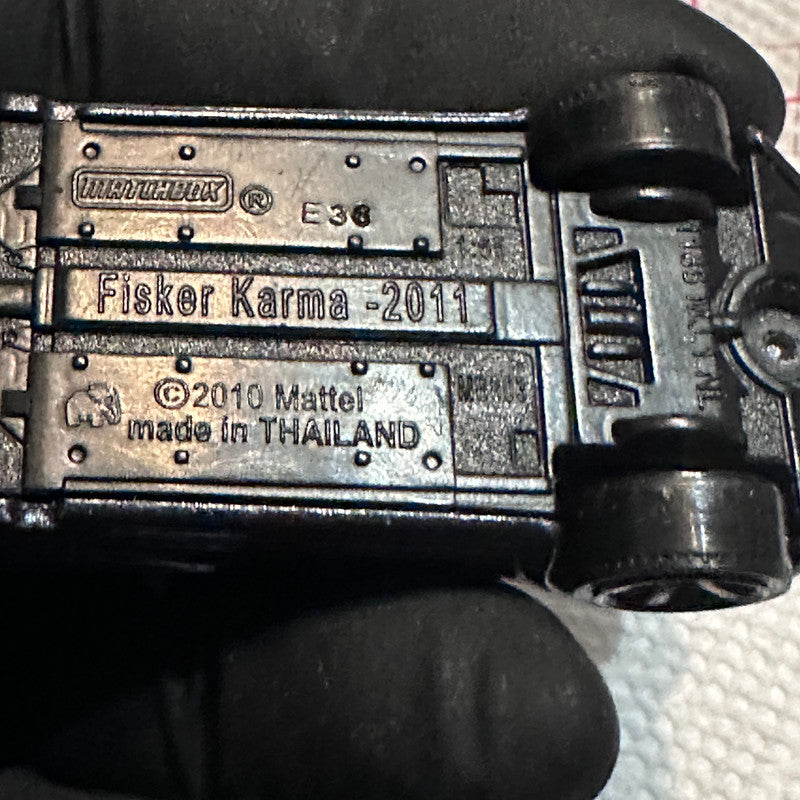 MATCHBOX ®
E36
Fisker Karma -2011
©2010 Mattel
made in THAILAND